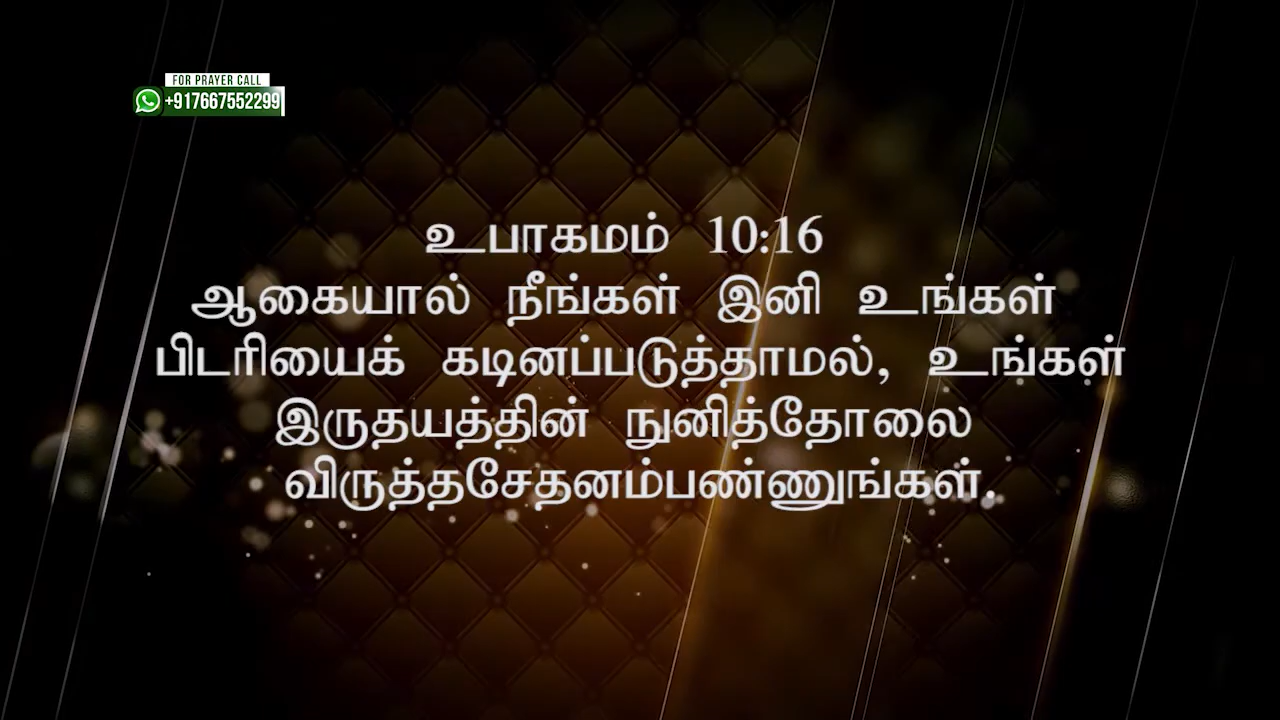 FOR PRAYER CALL
+917667552299
உபாகமம் 10:16
ஆகையால் நீங்கள் இனி உங்கள்
பிடரியைக் கடினப்படுத்தாமல், உங்கள்
இருதயத்தின் நுனித்தோலை
விருத்தசேதனம்பண்ணுங்கள்.